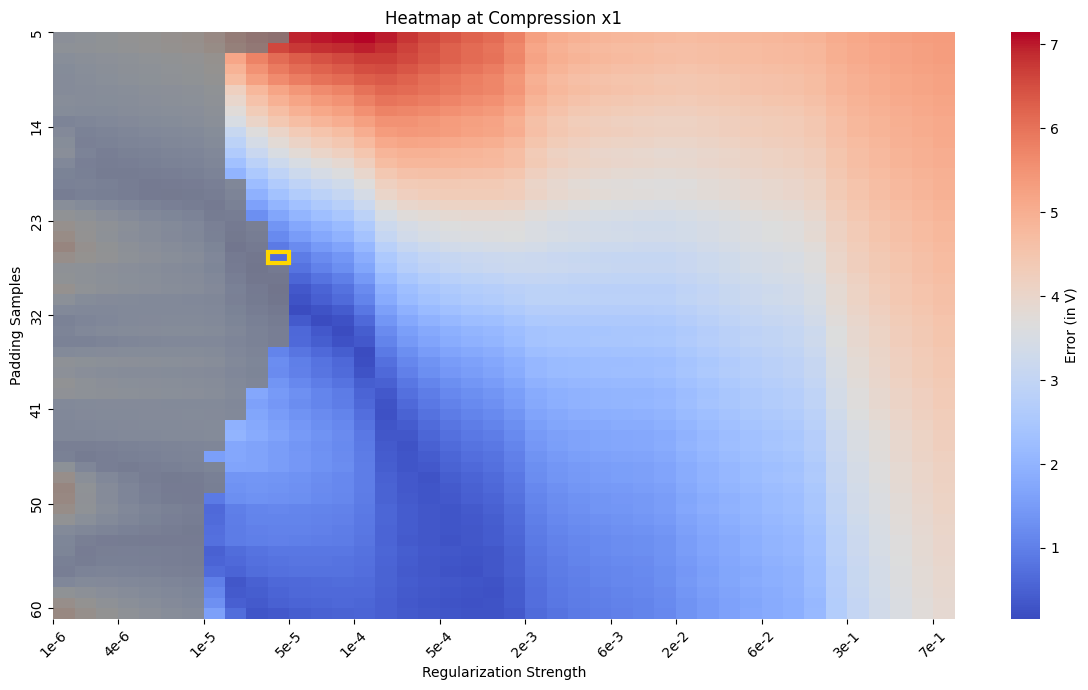 Heatmap at Compression x1
Padding Samples
5
14
23
32
41
50
60
1e-6
4e-6
1e-5
5e-5
1e-4
5e-4
2e-3
6e-3
2e-2
6e-2
3e-1
7e-1
Regularization Strength
7
6
5
4
3
2
1
Error (in V)